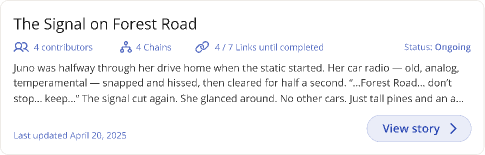 The Signal on Forest Road
4 contributors 4 Chains 4 / 7 Links until completed Status: Ongoing
Juno was halfway through her drive home when the static started. Her car radio — old, analog,
temperamental — snapped and hissed, then cleared for half a second. “...Forest Road... don’t
stop... keep...” The signal cut again. She glanced around. No other cars. Just tall pines and an a...
Last updated April 20, 2025
View story